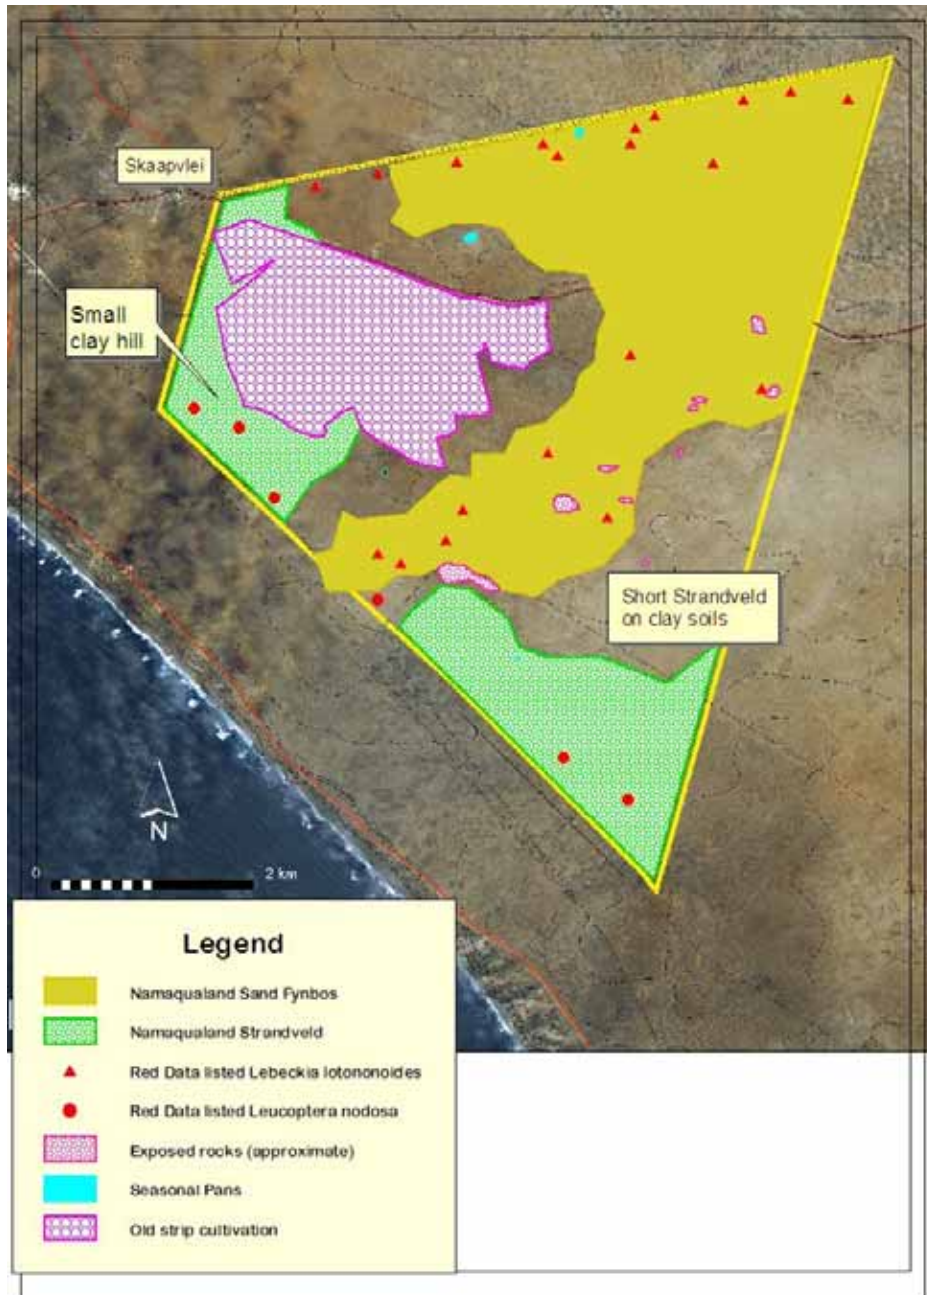 Skaapvlei
Small
clay hill
Short Strandveld
on clay soils
N
0 2 km
Legend
Namaqualand Sand Fynbos
Namaqualand Strandveld
Red Data listed Lebeckia lotononoides
Red Data listed Leucoptera nodosa
Exposed rocks (approximate)
Seasonal Pans
Old strip cultivation